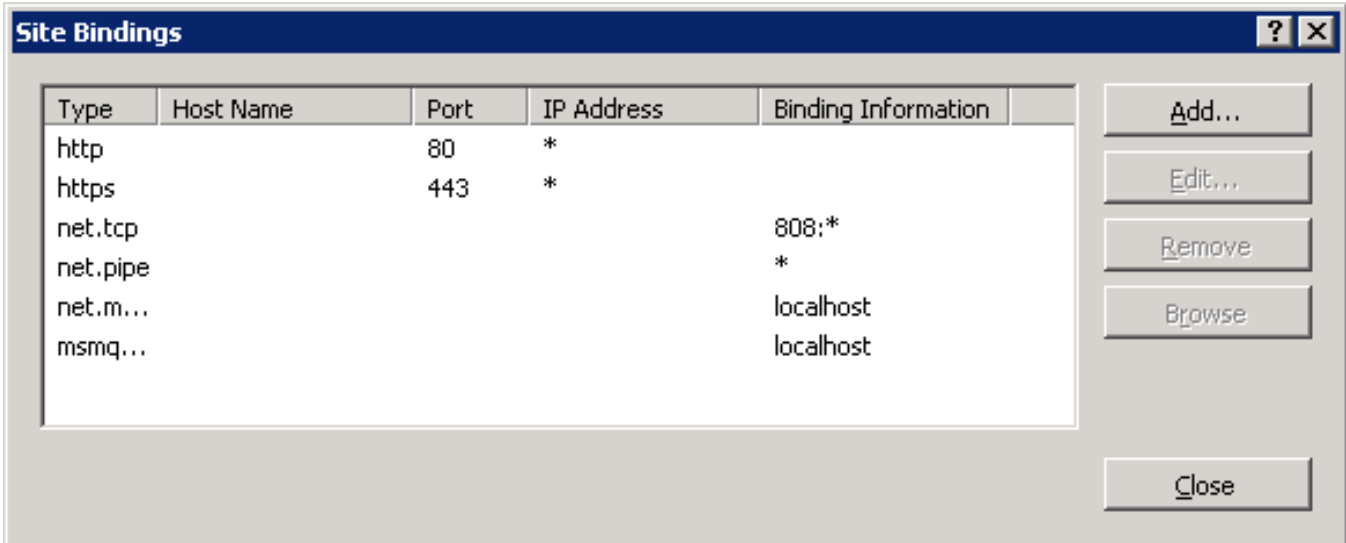 Site Bindings ? X
Type Host Name Port IP Address Binding Information
Add...
http 80 *
Edit...
https 443 *
net.tcp 808:*
Remove
net.pipe *
net.m... localhost
Browse
msmq... localhost
Close